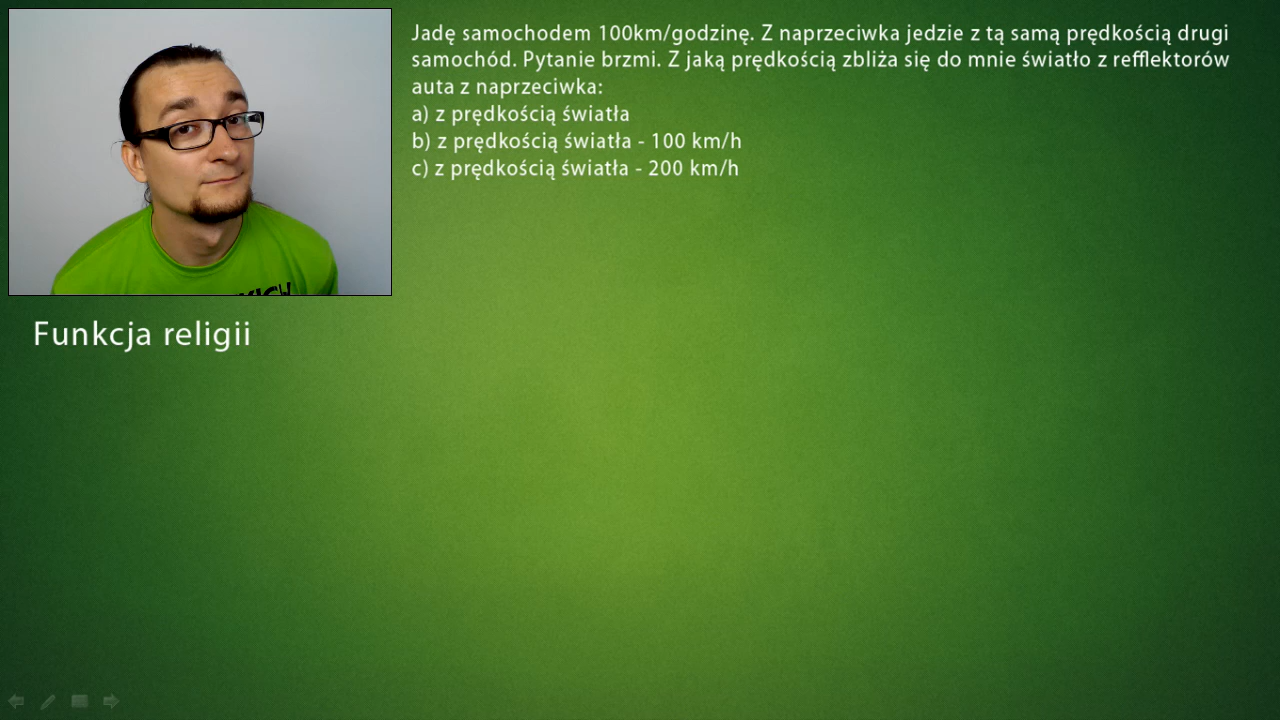 Jadę samochodem 100km/godzinę. Z naprzeciwka jedzie z tą samą prędkością drugi
samochód. Pytanie brzmi. Z jaką prędkością zbliża się do mnie światło z refflektorów
auta z naprzeciwka:
a) z prędkością światła
b) z prędkością światła - 100 km/h
c) z prędkością światła - 200 km/h
Funkcja religii